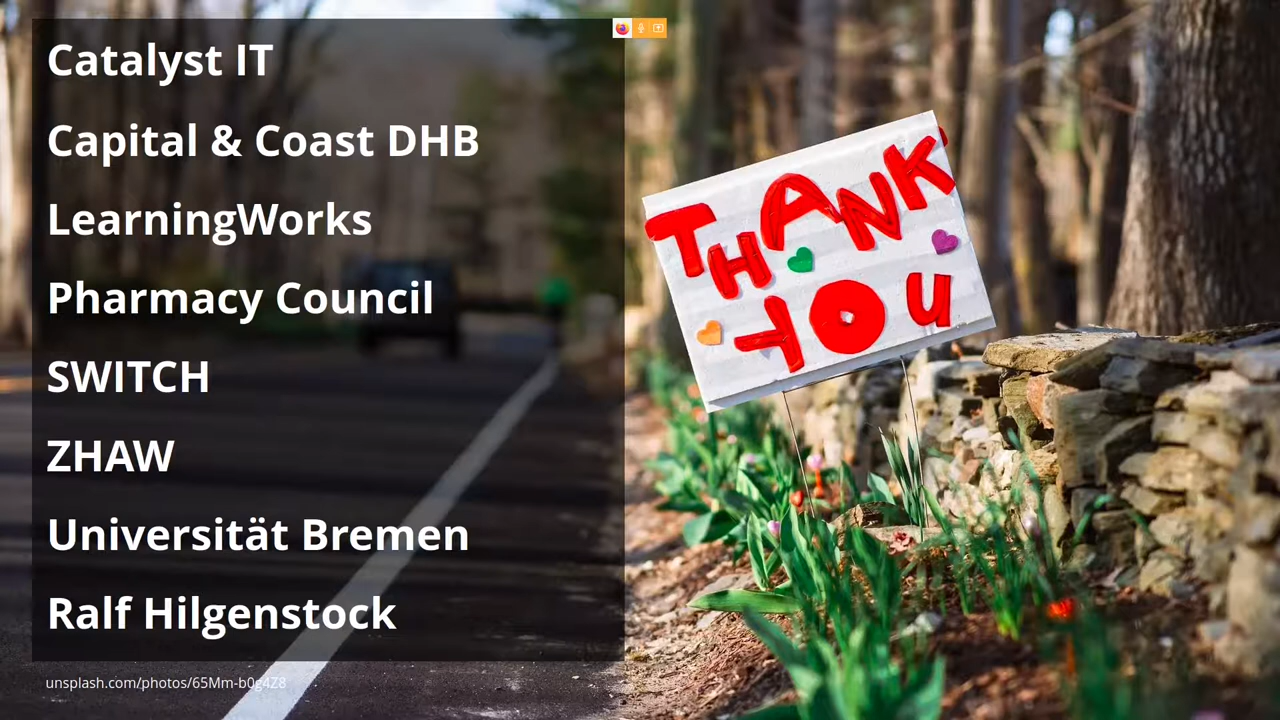 Catalyst IT
Capital & Coast DHB
LearningWorks
Pharmacy Council
SWITCH
ZHAW
Universität Bremen
Ralf Hilgenstock
unsplash.com/photos/65Mm-b0g4Z8
THANK
YOU